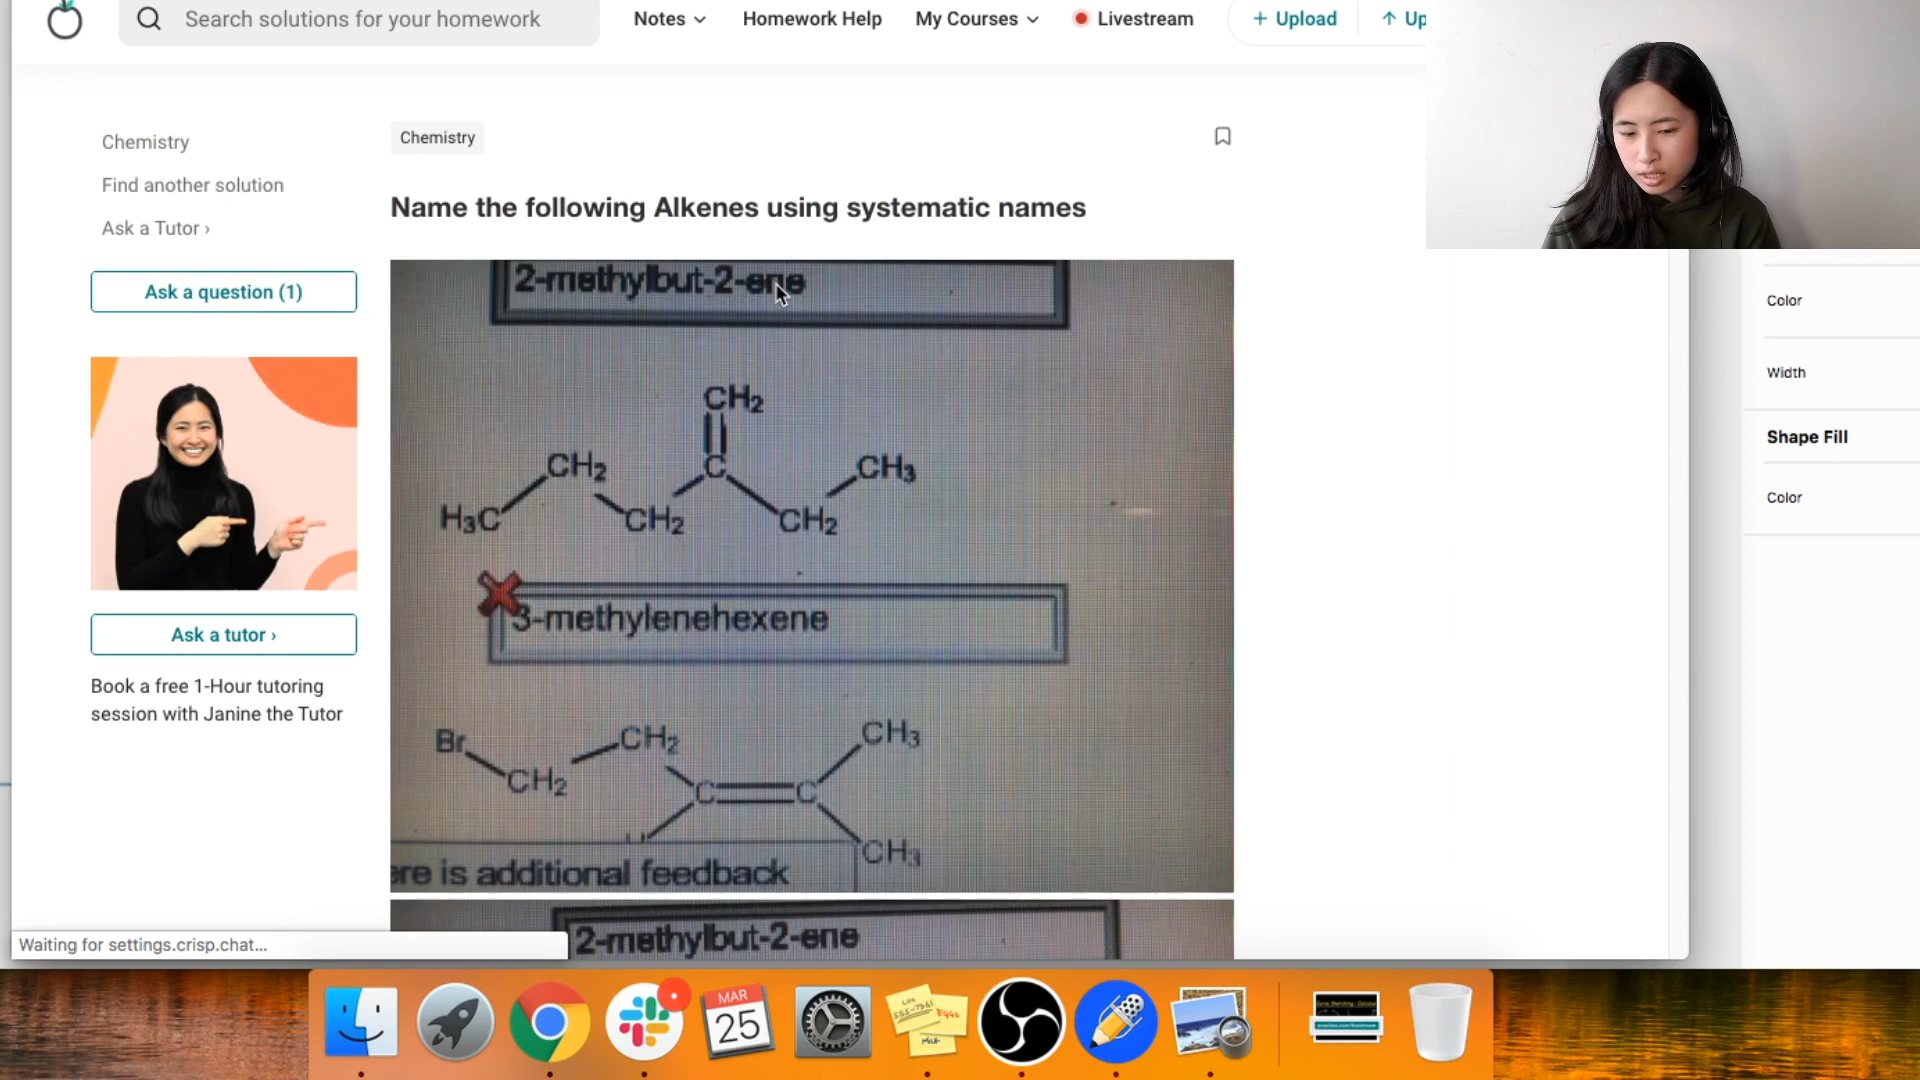 Search solutions for your homework
Notes
Homework Help
My Courses
Livestream
+ Upload
↑ Up
Chemistry
Find another solution
Ask a Tutor ›
Ask a question (1)
Ask a tutor ›
Book a free 1-Hour tutoring
session with Janine the Tutor
Chemistry
Name the following Alkenes using systematic names
2-methylbut-2-ene
CH2
CH2
C
CH3
H3C
CH2
CH2
3-methylenehexene
Br
CH2
CH3
CH2
C
C
CH3
ere is additional feedback
2-methylbut-2-ene
Color
Width
Shape Fill
Color
Waiting for settings.crisp.chat...
MAR
25
EGGS
MILK